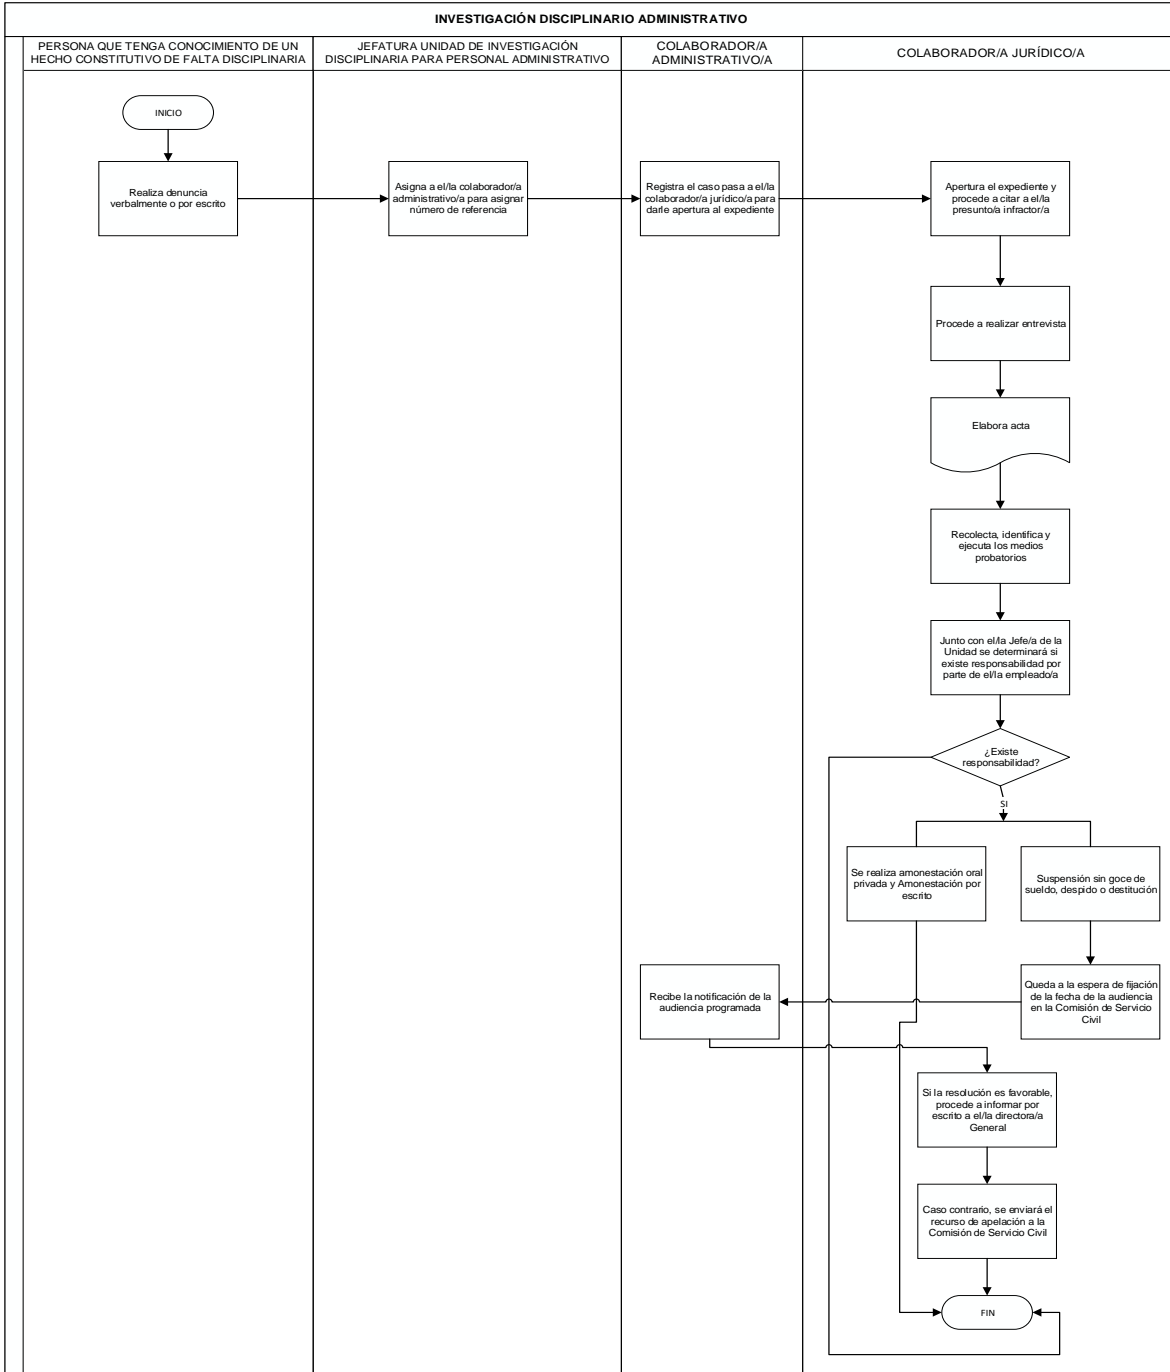 INVESTIGACIÓN DISCIPLINARIO ADMINISTRATIVO
PERSONA QUE TENGA CONOCIMIENTO DE UN
HECHO CONSTITUTIVO DE FALTA DISCIPLINARIA
JEFATURA UNIDAD DE INVESTIGACIÓN
DISCIPLINARIA PARA PERSONAL ADMINISTRATIVO
COLABORADOR/A
ADMINISTRATIVO/A
COLABORADOR/A JURÍDICO/A
INICIO
Realiza denuncia
verbalmente o por escrito
Asigna a el/la colaborador/a
administrativo/a para asignar
número de referencia
Registra el caso pasa a el/la
colaborador/a jurídico/a para
darle apertura al expediente
Apertura el expediente y
procede a citar a el/la
presunto/a infractor/a
Procede a realizar entrevista
Elabora acta
Recolecta, identifica y
ejecuta los medios
probatorios
Junto con el/la Jefe/a de la
Unidad se determinará si
existe responsabilidad por
parte de el/la empleado/a
¿Existe
responsabilidad?
SI
Se realiza amonestación oral
privada y Amonestación por
escrito
Suspensión sin goce de
sueldo, despido o destitución
Recibe la notificación de la
audiencia programada
Queda a la espera de fijación
de la fecha de la audiencia
en la Comisión de Servicio
Civil
Si la resolución es favorable,
procede a informar por
escrito a el/la directora/a
General
Caso contrario, se enviará el
recurso de apelación a la
Comisión de Servicio Civil
FIN